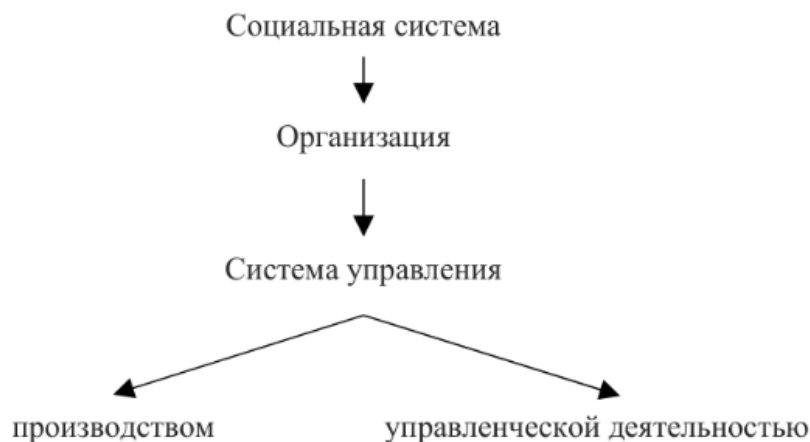 Социальная система
Организация
Система управления
производством управленческой деятельностью